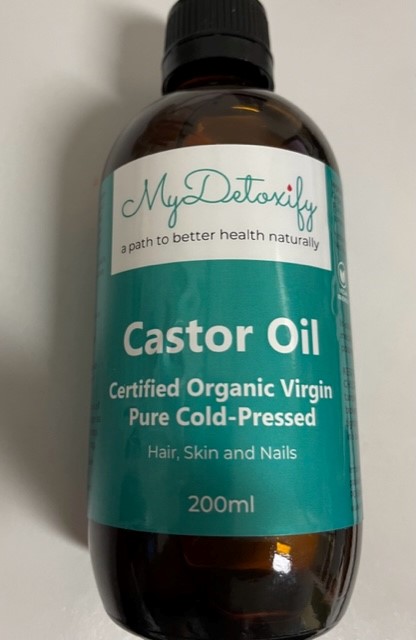 MyDetoxify
a path to better health naturally
Castor Oil
Certified Organic Virgin
Pure Cold-Pressed
Hair, Skin and Nails
200ml